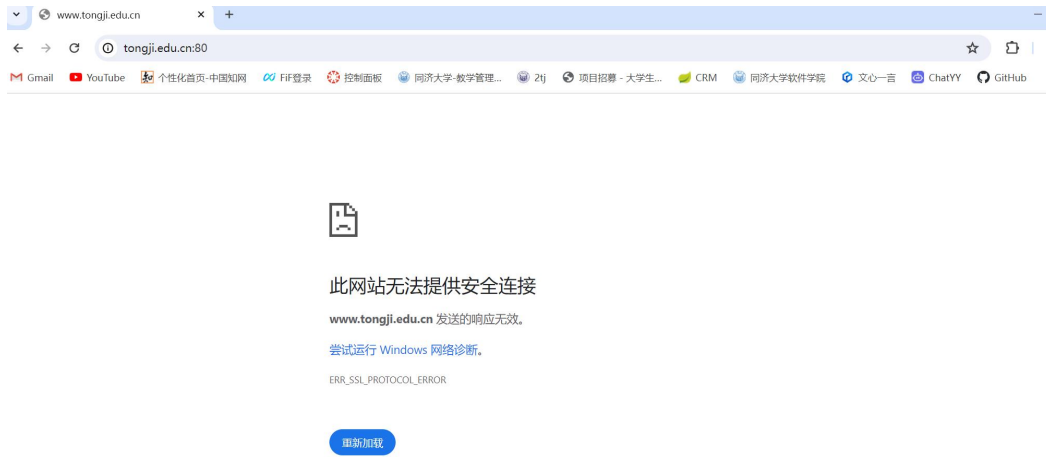 www.tongji.edu.cn
tongji.edu.cn:80
Gmail YouTube 个性化首页-中国知网 FiF登录 控制面板 同济大学-教学管理... 2tj 项目招募 - 大学生... CRM 同济大学软件学院 文心一言 ChatYY GitHub
此网站无法提供安全连接
www.tongji.edu.cn 发送的响应无效。
尝试运行 Windows 网络诊断。
ERR_SSL_PROTOCOL_ERROR
重新加载